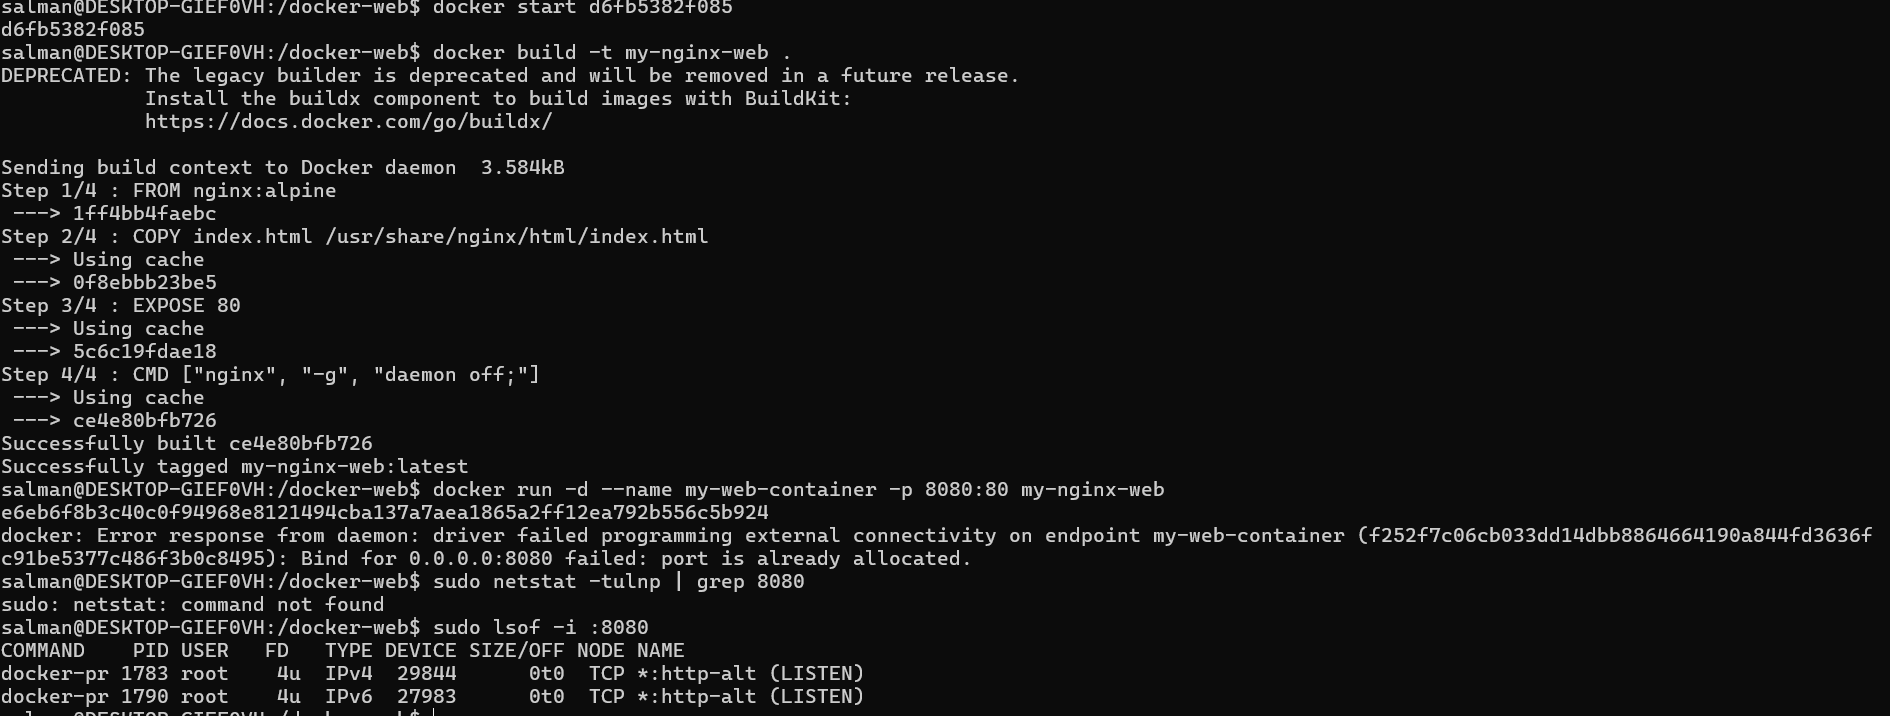 salman@DESKTOP-GIEF0VH:/docker-web$ docker start d6fb5382f085
d6fb5382f085
salman@DESKTOP-GIEF0VH:/docker-web$ docker build -t my-nginx-web .
DEPRECATED: The legacy builder is deprecated and will be removed in a future release.
            Install the buildx component to build images with BuildKit:
            https://docs.docker.com/go/buildx/

Sending build context to Docker daemon  3.584kB
Step 1/4 : FROM nginx:alpine
 ---> 1ff4bb4faebc
Step 2/4 : COPY index.html /usr/share/nginx/html/index.html
 ---> Using cache
 ---> 0f8ebbb23be5
Step 3/4 : EXPOSE 80
 ---> Using cache
 ---> 5c6c19fdae18
Step 4/4 : CMD ["nginx", "-g", "daemon off;"]
 ---> Using cache
 ---> ce4e80bfb726
Successfully built ce4e80bfb726
Successfully tagged my-nginx-web:latest
salman@DESKTOP-GIEF0VH:/docker-web$ docker run -d --name my-web-container -p 8080:80 my-nginx-web
e6eb6f8b3c40c0f94968e8121494cba137a7aea1865a2ff12ea792b556c5b924
docker: Error response from daemon: driver failed programming external connectivity on endpoint my-web-container (f252f7c06cb033dd14dbb8864664190a844fd3636f
c91be5377c486f3b0c8495): Bind for 0.0.0.0:8080 failed: port is already allocated.
salman@DESKTOP-GIEF0VH:/docker-web$ sudo netstat -tulnp | grep 8080
sudo: netstat: command not found
salman@DESKTOP-GIEF0VH:/docker-web$ sudo lsof -i :8080
COMMAND    PID USER   FD   TYPE DEVICE SIZE/OFF NODE NAME
docker-pr 1783 root    4u  IPv4  29844      0t0  TCP *:http-alt (LISTEN)
docker-pr 1790 root    4u  IPv6  27983      0t0  TCP *:http-alt (LISTEN)
salman@DESKTOP-GIEF0VH:/docker-web$